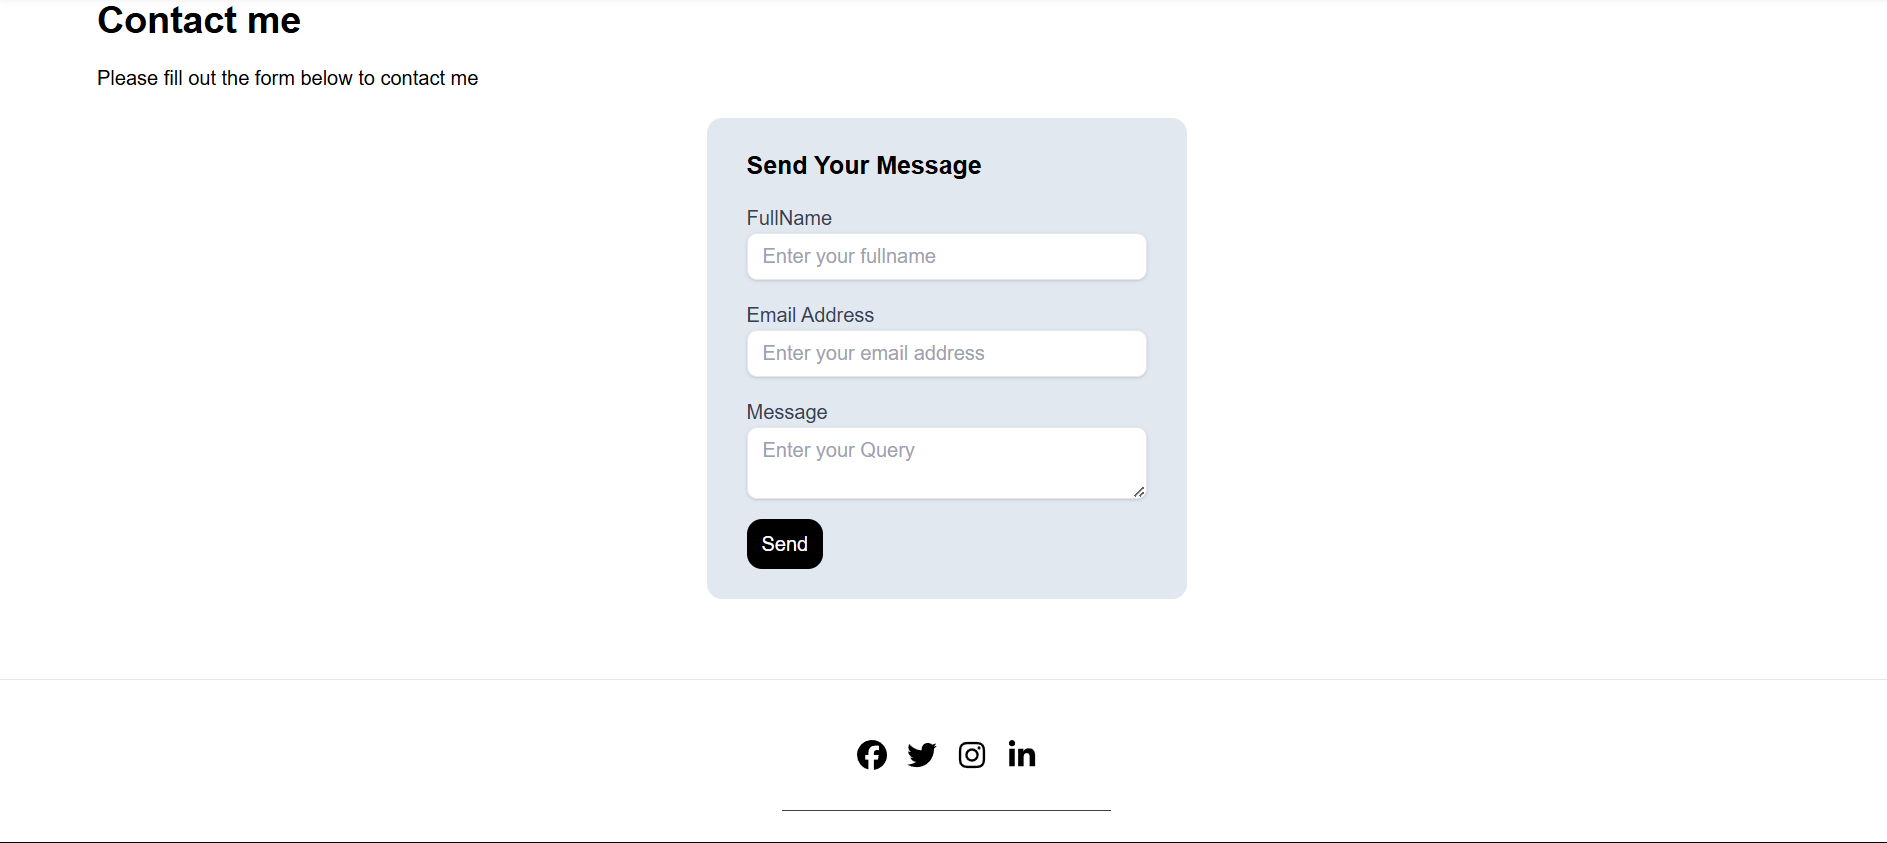 Contact me
Please fill out the form below to contact me
Send Your Message
FullName
Enter your fullname
Email Address
Enter your email address
Message
Enter your Query
Send